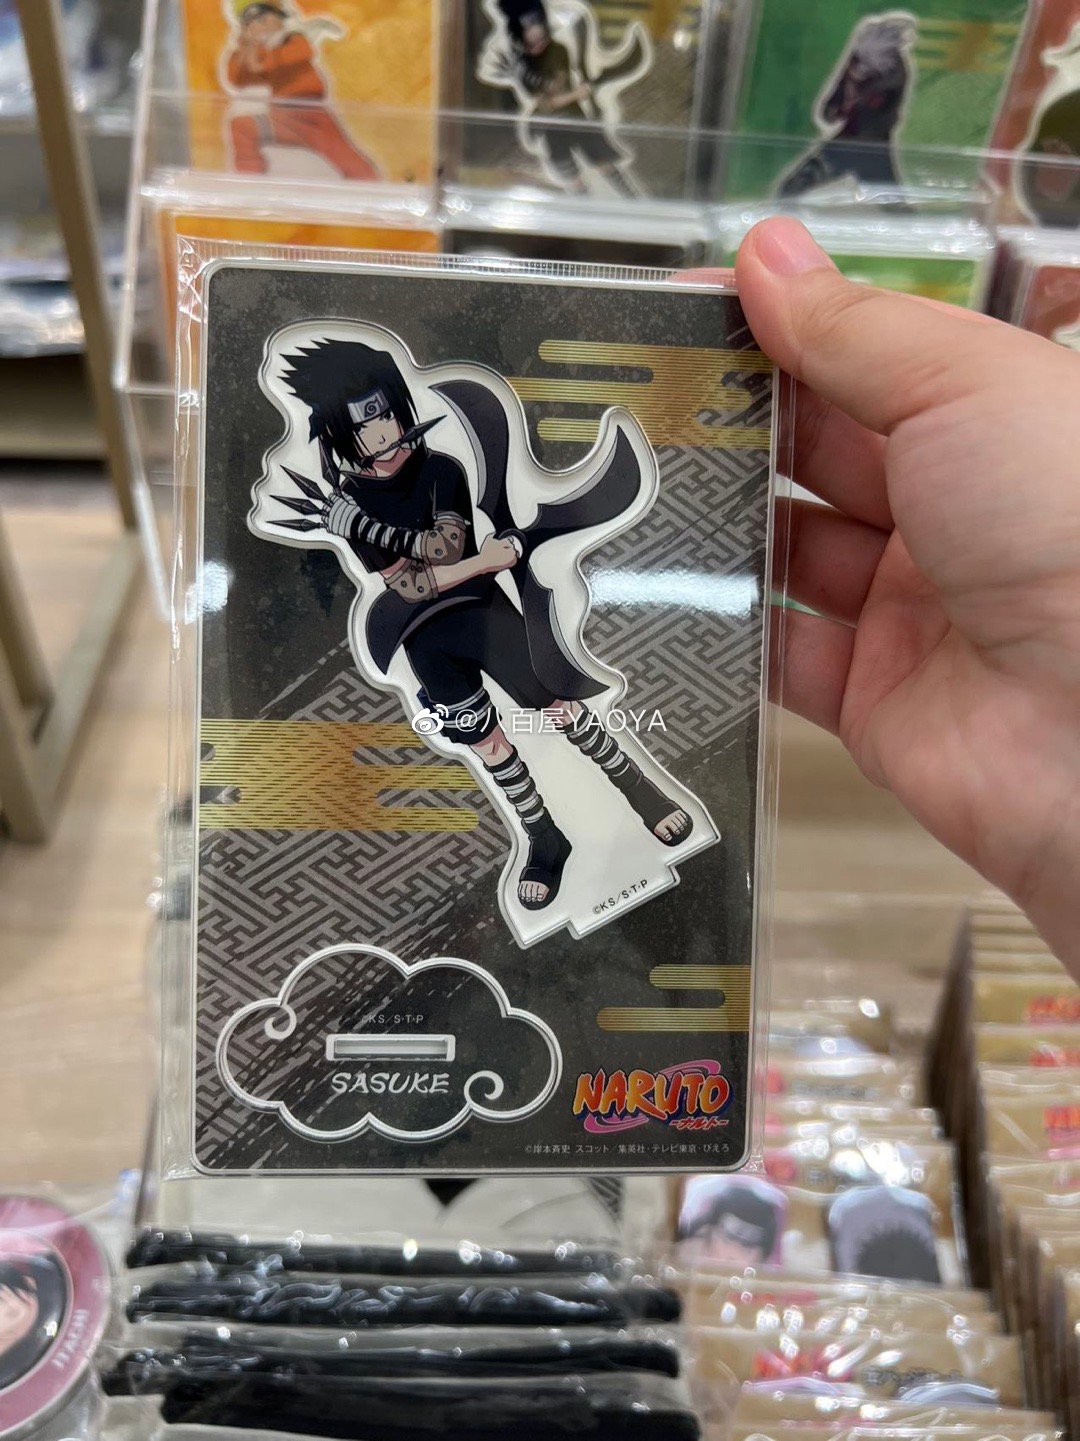 @八百屋YAOYA
©KS/S·T·P
©KS/S·T·P
SASUKE
NARUTO
-ナルト-
©岸本斉史 スコット/集英社・テレビ東京・ぴえろ
ITACHI